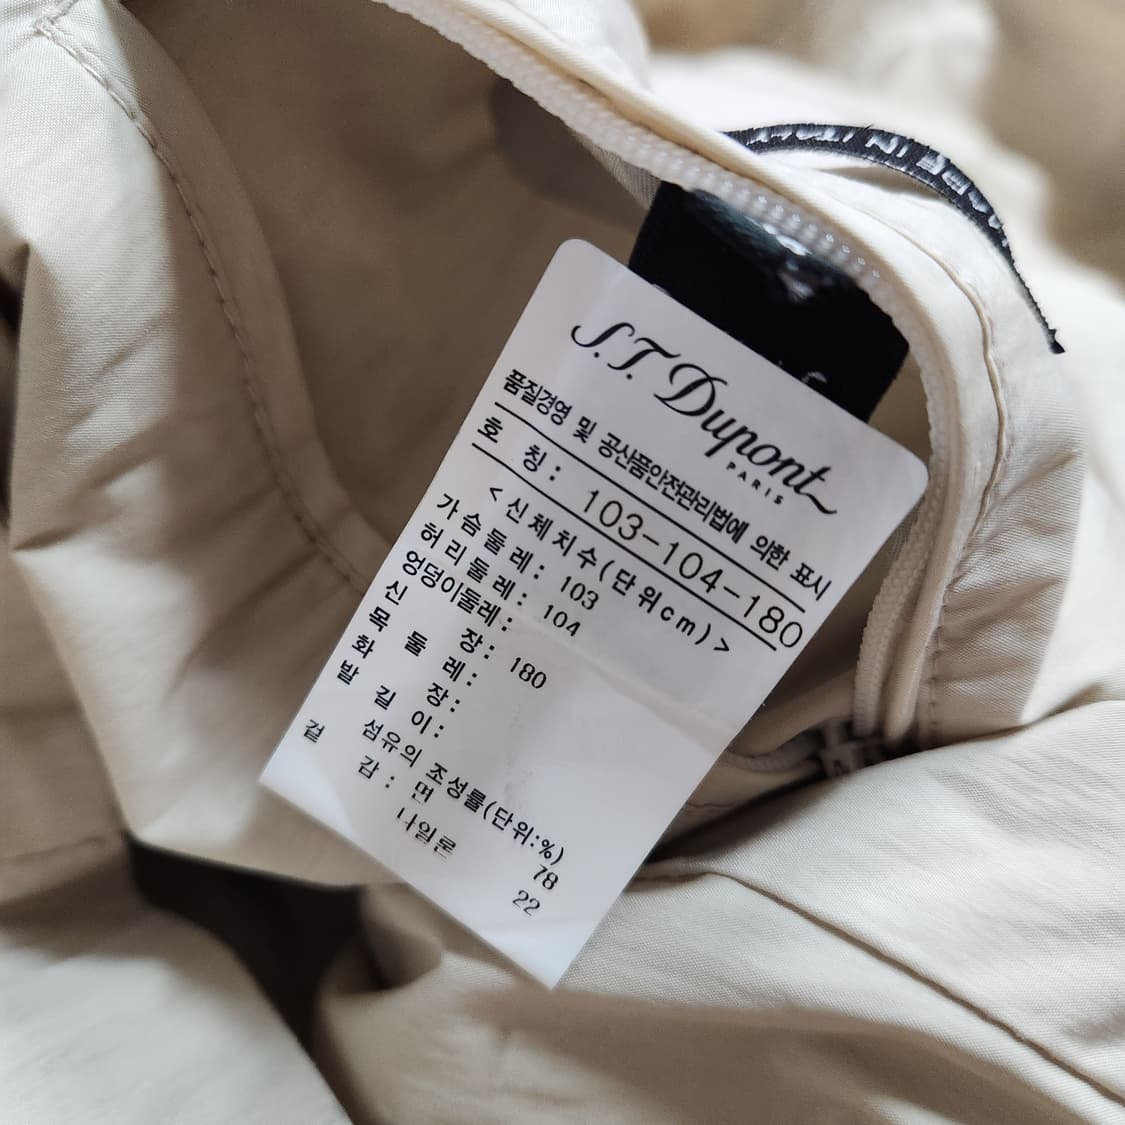 S.T. Dupont
PARIS
품질경영 및 공산품안전관리법에 의한 표시
호 칭 : 103-104-180
<신체치수(단위cm)>
가슴둘레 : 103
허리둘레 : 104
엉덩이둘레 :
신 장 : 180
목 둘 레 :
화 장 :
발 길 이 :
섬유의 조성률(단위:%)
겉 감 : 면 78
나일론 22